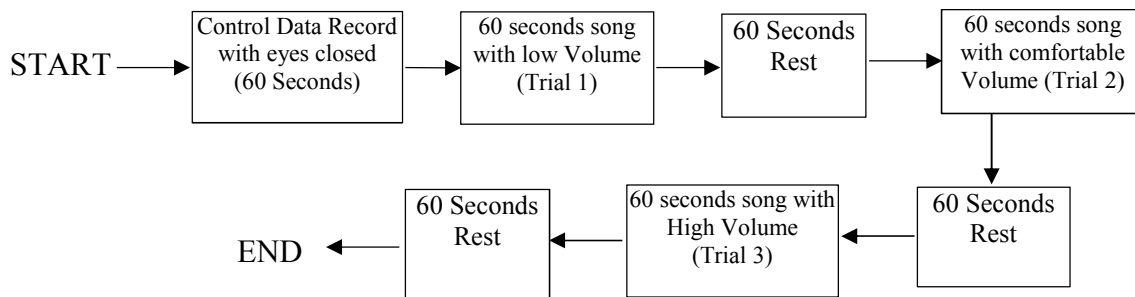 START
Control Data Record
with eyes closed
(60 Seconds)
60 seconds song
with low Volume
(Trial 1)
60 Seconds
Rest
60 seconds song
with comfortable
Volume (Trial 2)
60 Seconds
Rest
60 seconds song with
High Volume
(Trial 3)
60 Seconds
Rest
END